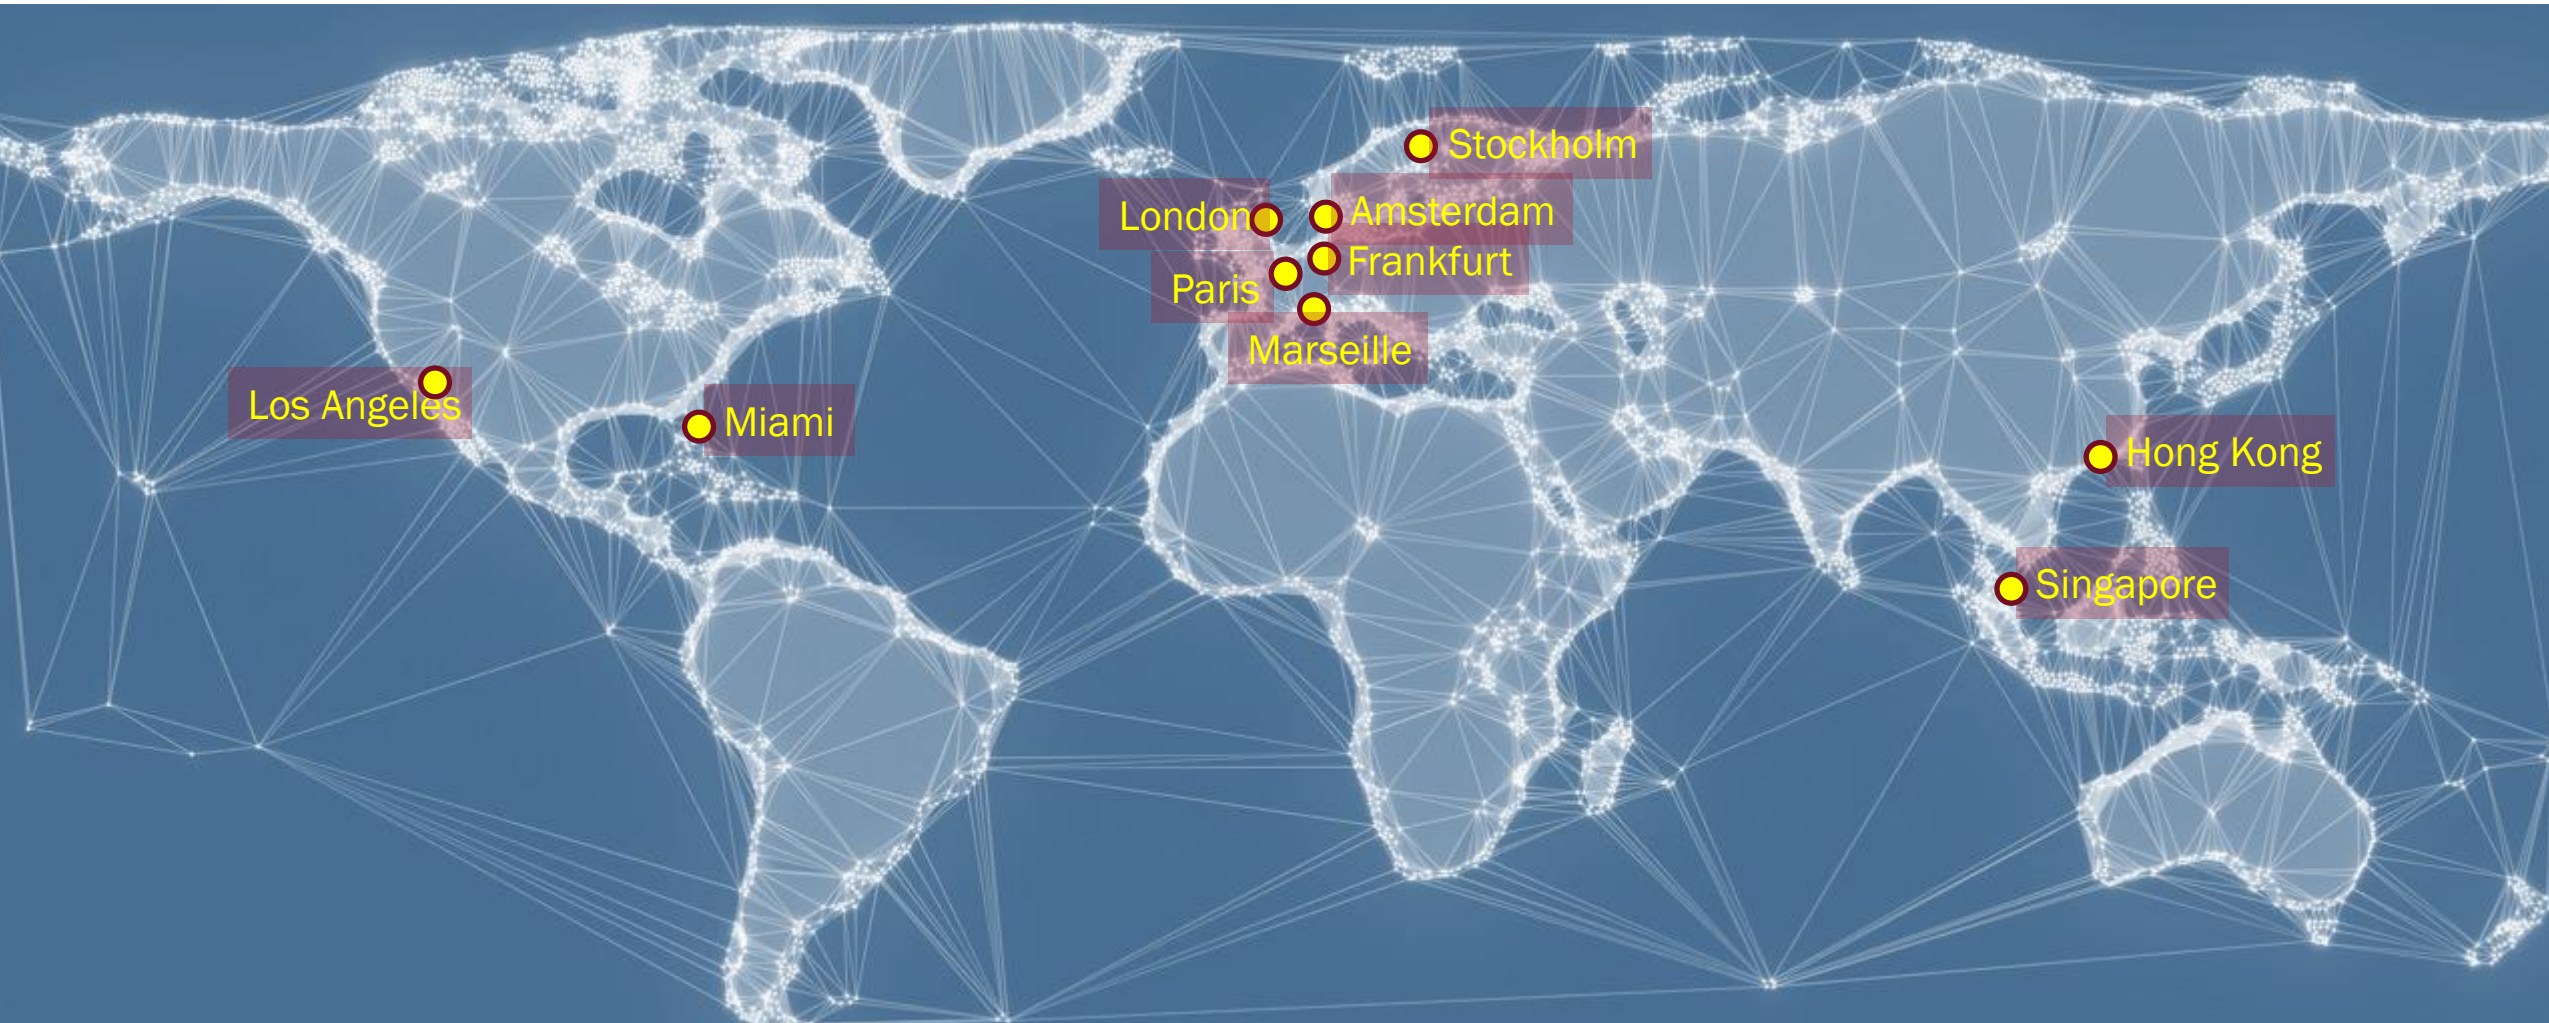 Stockholm
London
Amsterdam
Frankfurt
Paris
Marseille
Los Angeles
Miami
Hong Kong
Singapore